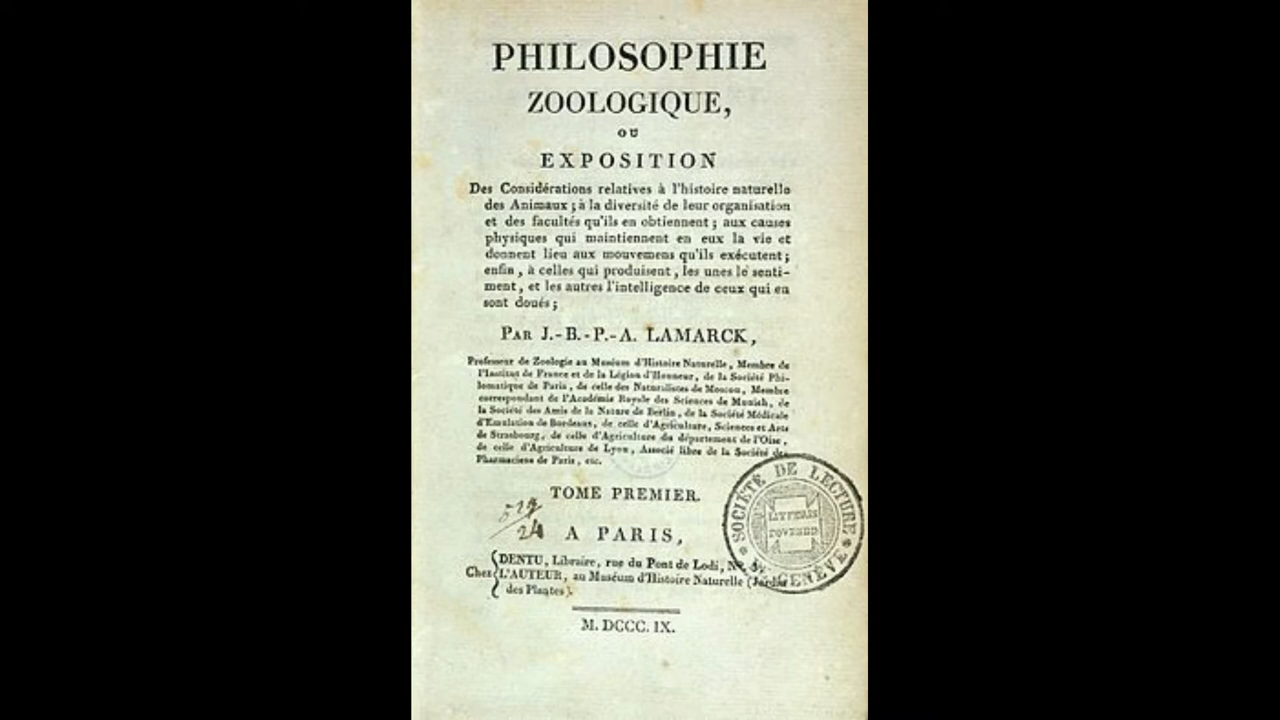 PHILOSOPHIE
ZOOLOGIQUE,
OU
EXPOSITION
Des Considérations relatives à l'histoire naturelle
des Animaux ; à la diversité de leur organisation
et des facultés qu'ils en obtiennent ; aux causes
physiques qui maintiennent en eux la vie et
donnent lieu aux mouvemens qu'ils exécutent ;
enfin, à celles qui produisent, les unes le senti-
ment, et les autres l'intelligence de ceux qui en
sont doués ;
PAR J.-B.-P.-A. LAMARCK,
Professeur de Zoologie au Muséum d'Histoire Naturelle, Membre de
l'Institut de France et de la Légion d'Honneur, de la Société Phi-
lomatique de Paris, de celle des Naturalistes de Moscou, Membre
correspondant de l'Académie Royale des Sciences de Munich, de
la Société des Amis de la Nature de Berlin, de la Société Médicale
d'Emulation de Bordeaux, de celle d'Agriculture, Sciences et Arts
de Strasbourg, de celle d'Agriculture du département de l'Oise,
de celle d'Agriculture de Lyon, Associé libre de la Société des
Pharmaciens de Paris, etc.
TOME PREMIER.
24
A PARIS,
Chez
DENTU, Libraire, rue du Pont de Lodi,
L'AUTEUR, au Muséum d'Histoire Naturelle (Jardin
des Plantes).
M. DCCC. IX.
SOCIÉTÉ DE LECTURE
GENÈVE